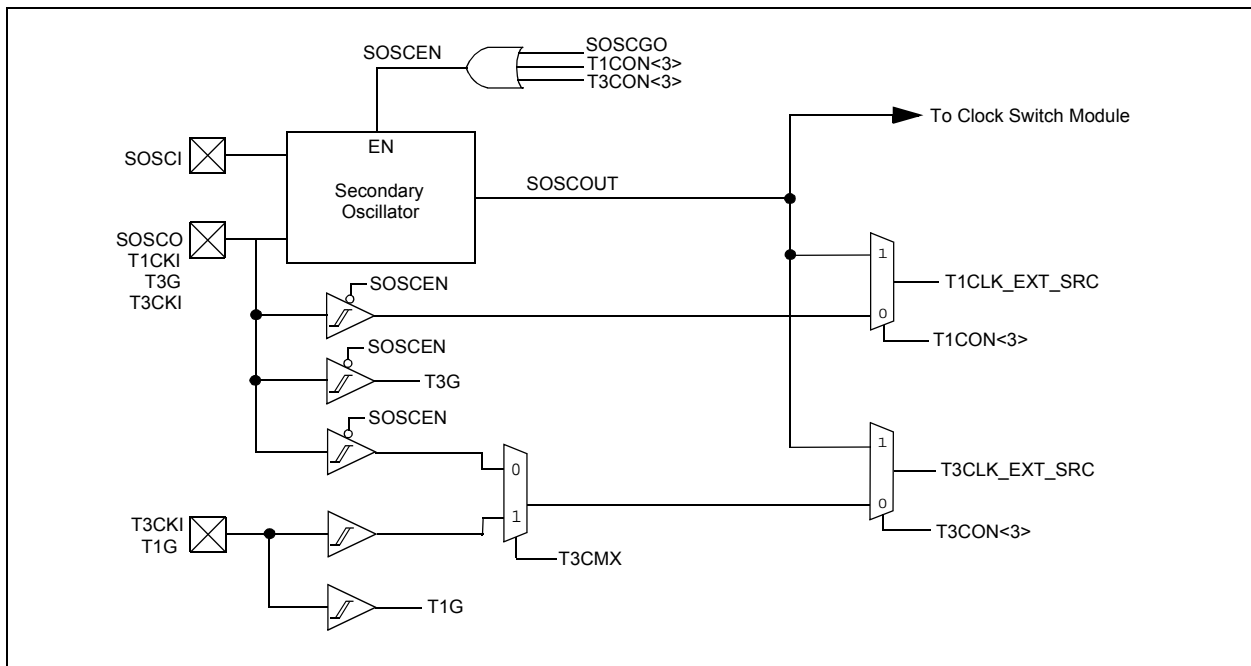 SOSCEN
SOSCGO
T1CON<3>
T3CON<3>
To Clock Switch Module
SOSCI
EN
Secondary
Oscillator
SOSCOUT
SOSCO
T1CKI
T3G
T3CKI
SOSCEN
1
0
T1CLK_EXT_SRC
T1CON<3>
SOSCEN
T3G
SOSCEN
0
1
T3CMX
1
0
T3CLK_EXT_SRC
T3CON<3>
T3CKI
T1G
T1G